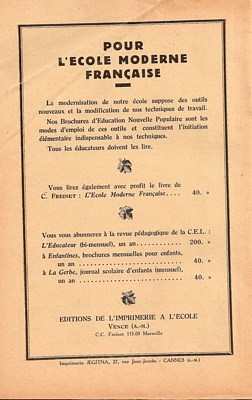 POUR
L'ECOLE MODERNE
FRANÇAISE
La modernisation de notre école suppose des outils
nouveaux et la modification de nos techniques de travail.
Nos Brochures d'Education Nouvelle Populaire sont les
modes d'emploi de ces outils et constituent l'initiation
élémentaire indispensable à nos techniques.
Tous les éducateurs doivent les lire.
Vous lirez également avec profit le livre de
C. FREINET : L'Ecole Moderne Française.... 40. »
Vous vous abonnerez à la revue pédagogique de la C.E.L. :
L'Educateur (bi-mensuel), un an........... 200. »
à Enfantines, brochures mensuelles pour enfants,
un an .......................... 40. »
à La Gerbe, journal scolaire d'enfants (mensuel),
un an .......................... 40. »
EDITIONS DE L'IMPRIMERIE A L'ECOLE
VENCE (A.-M.)
C.C. Freinet 115.03 Marseille
Imprimerie ÆGITNA, 27, rue Jean-Jaurès - CANNES (A.-M.)